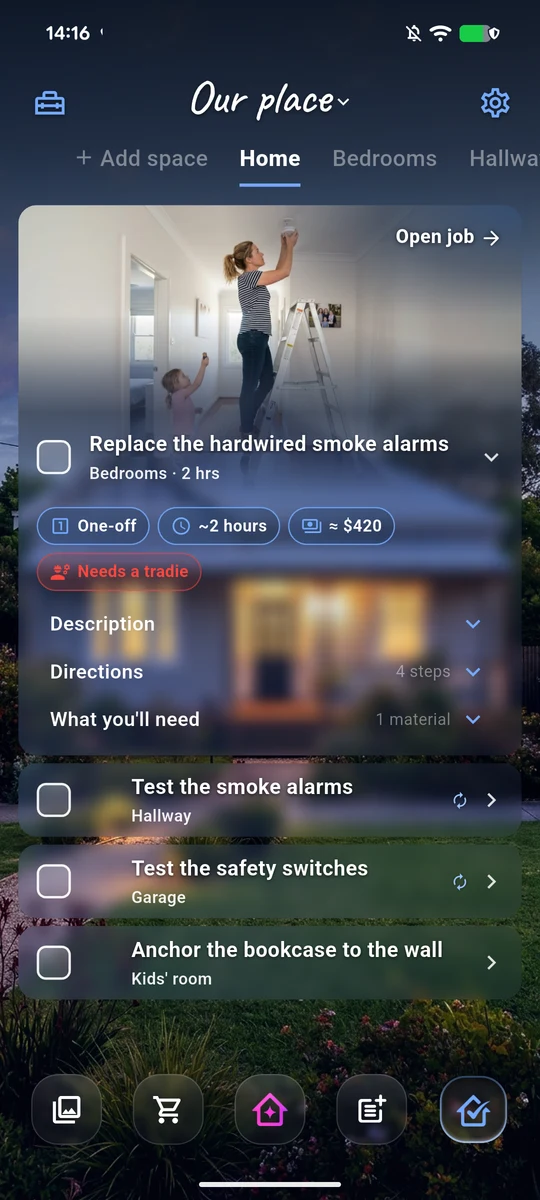 14:16
Our place
+ Add space
Home
Bedrooms
Hallwa
Open job →
Replace the hardwired smoke alarms
Bedrooms · 2 hrs
1 One-off
~2 hours
≈ $420
Needs a tradie
Description
Directions
4 steps
What you'll need
1 material
Test the smoke alarms
Hallway
Test the safety switches
Garage
Anchor the bookcase to the wall
Kids' room